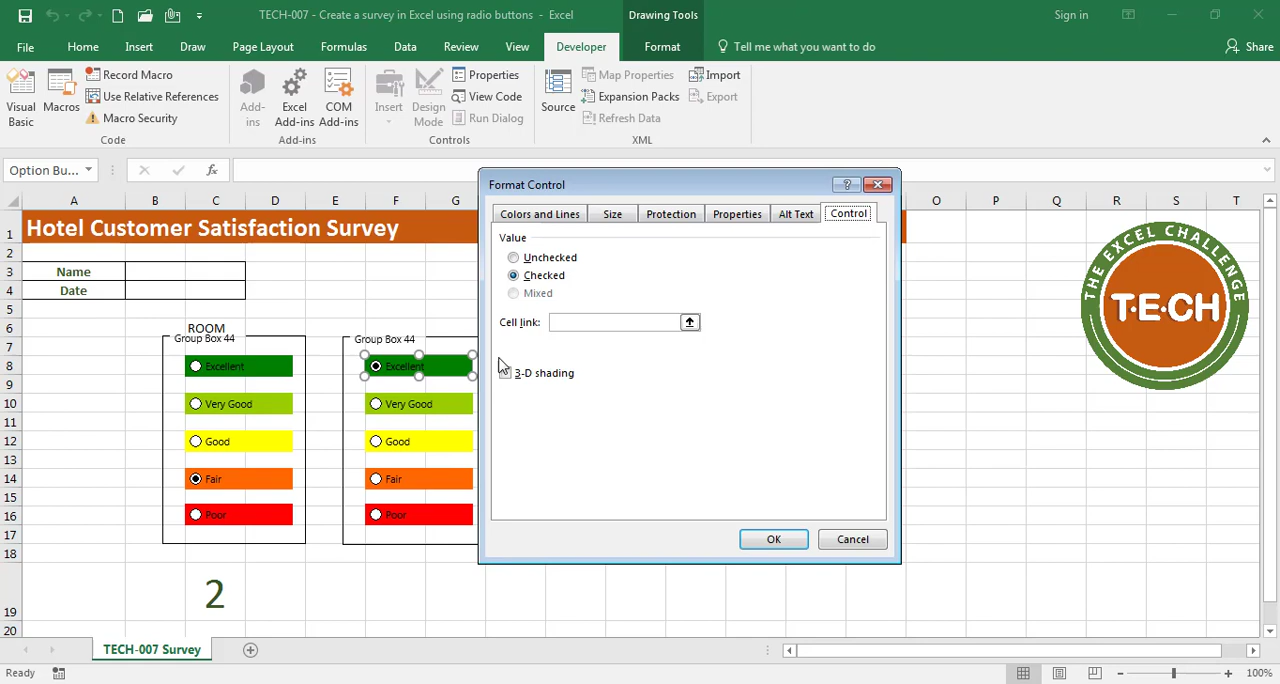 TECH-007 - Create a survey in Excel using radio buttons - Excel
Drawing Tools
Sign in
File Home Insert Draw Page Layout Formulas Data Review View Developer Format Tell me what you want to do Share
Visual Basic
Macros
Record Macro
Use Relative References
Macro Security
Code
Add-ins
Excel Add-ins
COM Add-ins
Add-ins
Insert
Design Mode
Properties
View Code
Run Dialog
Controls
Source
Map Properties
Expansion Packs
Refresh Data
Import
Export
XML
Option Bu...
fx
A B C D E F G O P Q R S T
1 Hotel Customer Satisfaction Survey
2
3 Name
4 Date
5
6 ROOM
7 Group Box 44 Group Box 44
8 Excellent Excellent
9
10 Very Good Very Good
11
12 Good Good
13
14 Fair Fair
15
16 Poor Poor
17
18
19 2
20
Format Control
Colors and Lines Size Protection Properties Alt Text Control
Value
Unchecked
Checked
Mixed
Cell link:
3-D shading
OK Cancel
THE EXCEL CHALLENGE
T·E·CH
TECH-007 Survey
Ready
100%